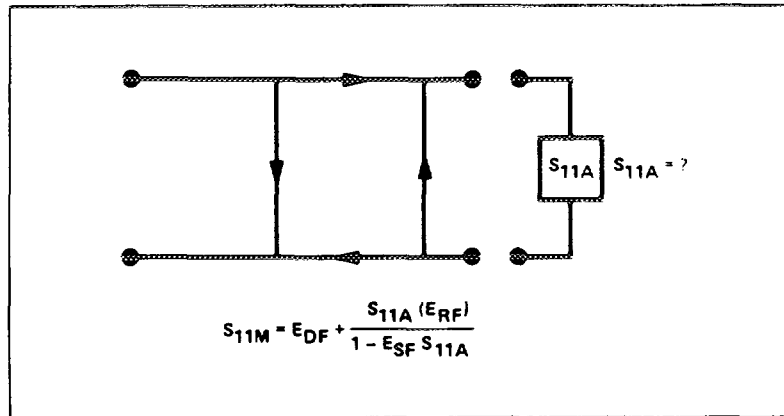 S11A S11A = ?
S11M = EDF + S11A (ERF) / 1 - ESF S11A